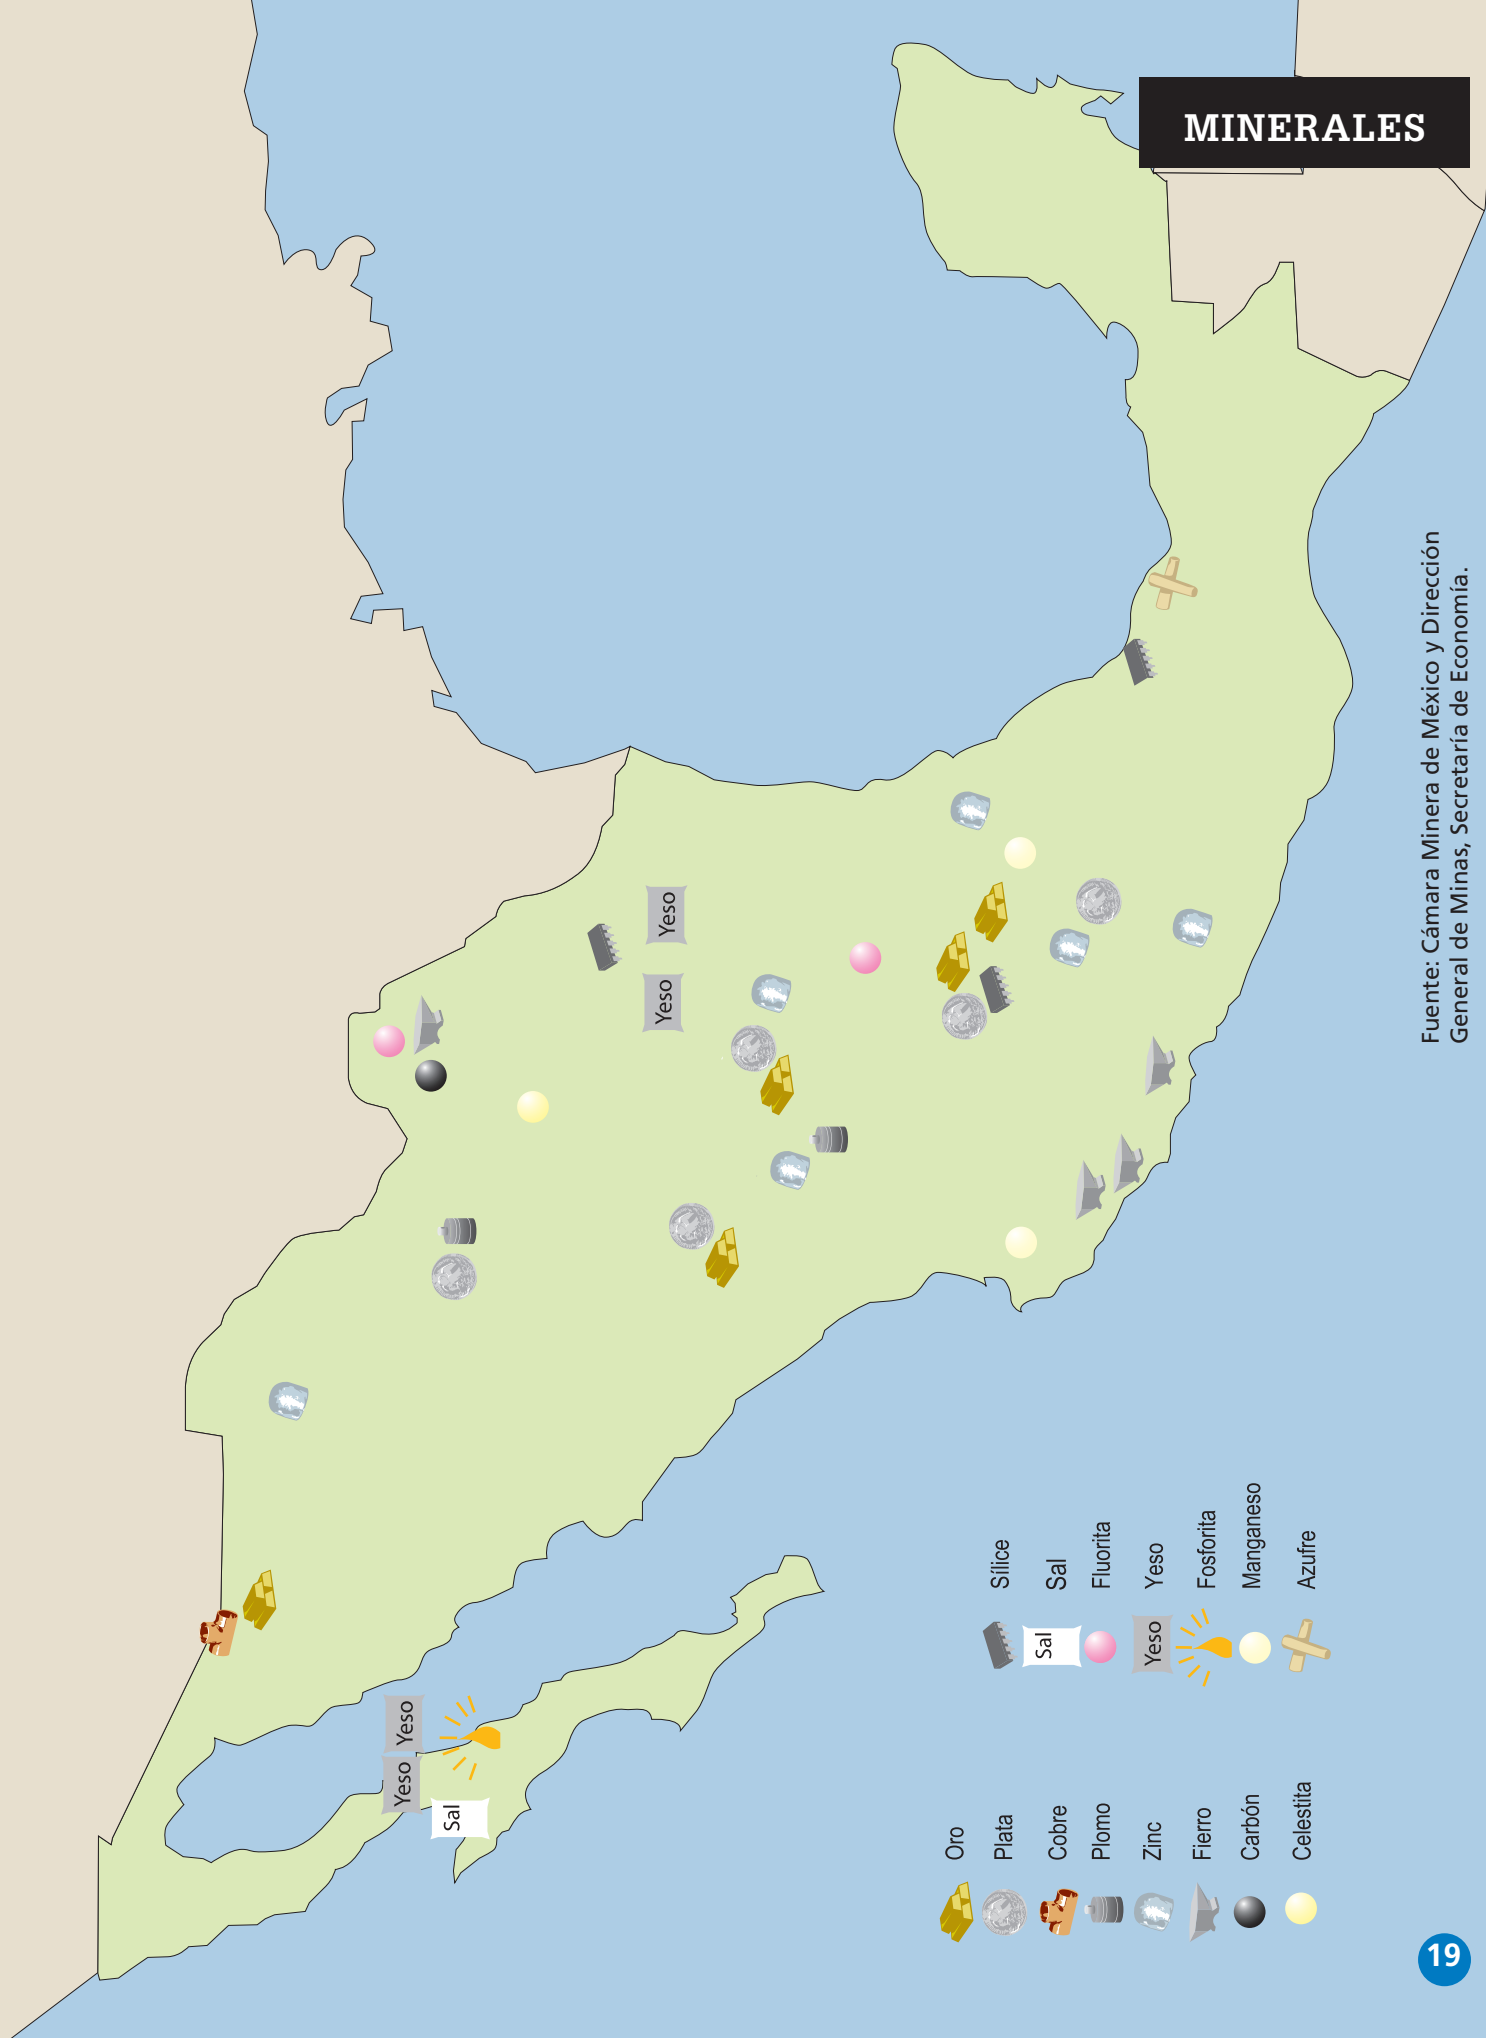 MINERALES
Yeso
Yeso
Yeso
Yeso
Sal
Oro
Plata
Cobre
Plomo
Zinc
Fierro
Carbón
Celestita
Sílice
Sal
Sal
Fluorita
Yeso
Yeso
Fosforita
Manganeso
Azufre
Fuente: Cámara Minera de México y Dirección
General de Minas, Secretaría de Economía.
19